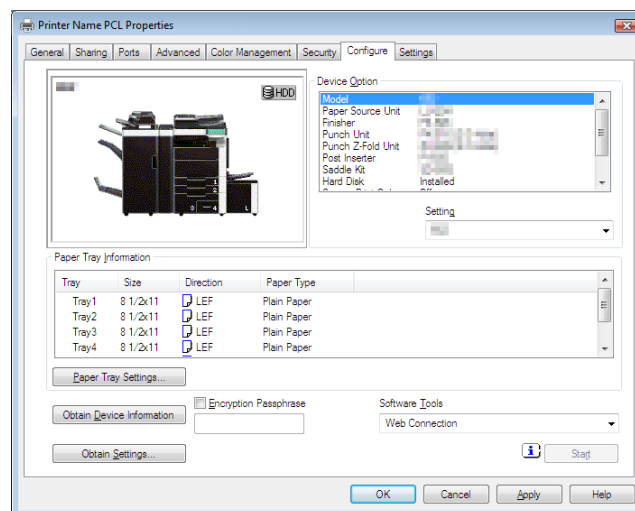 Printer Name PCL Properties
General Sharing Ports Advanced Color Management Security Configure Settings
HDD
1
2
3 4 L
Device Option
Model
Paper Source Unit
Finisher
Punch Unit
Punch Z-Fold Unit
Post Inserter
Saddle Kit
Hard Disk Installed
Setting
Paper Tray Information
Tray Size Direction Paper Type
Tray1 8 1/2x11 LEF Plain Paper
Tray2 8 1/2x11 LEF Plain Paper
Tray3 8 1/2x11 LEF Plain Paper
Tray4 8 1/2x11 LEF Plain Paper
Paper Tray Settings...
Obtain Device Information
Encryption Passphrase
Software Tools
Web Connection
Obtain Settings...
Start
OK Cancel Apply Help